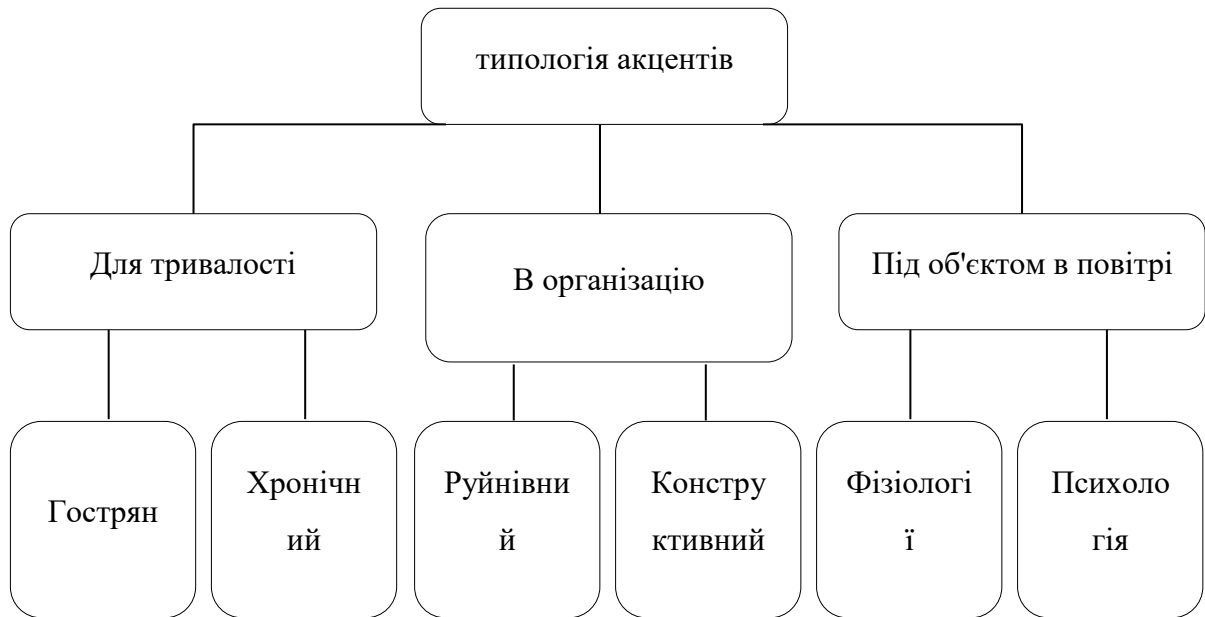 типологія акцентів
Для тривалості
В організацію
Під об'єктом в повітрі
Гострян
Хронічн
ий
Руйнівни
й
Констру
ктивний
Фізіологі
ї
Психоло
гія